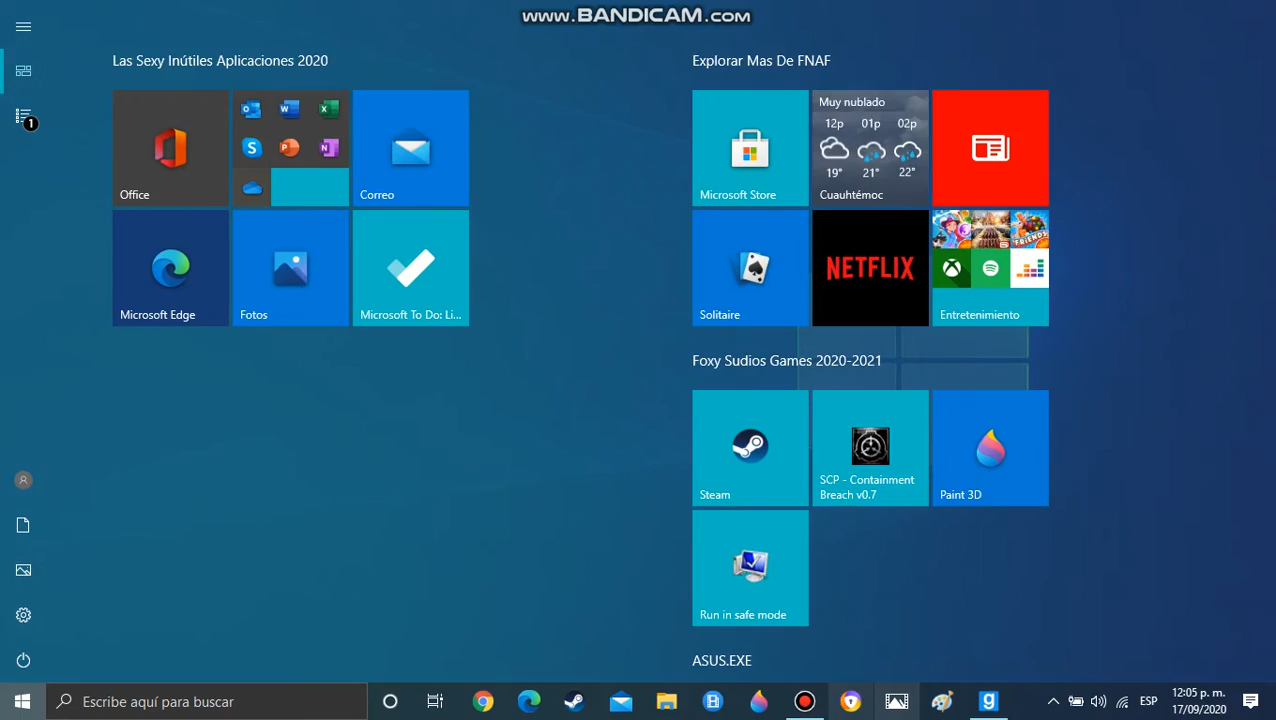 www.BANDICAM.com
Las Sexy Inútiles Aplicaciones 2020
Office
Correo
Microsoft Edge
Fotos
Microsoft To Do: Li...
Explorar Mas De FNAF
Microsoft Store
Muy nublado
12p 01p 02p
19° 21° 22°
Cuauhtémoc
Solitaire
NETFLIX
FRIENDS
Entretenimiento
Foxy Sudios Games 2020-2021
Steam
SCP - Containment
Breach v0.7
Paint 3D
Run in safe mode
ASUS.EXE
1
Escribe aquí para buscar
ESP
12:05 p. m.
17/09/2020